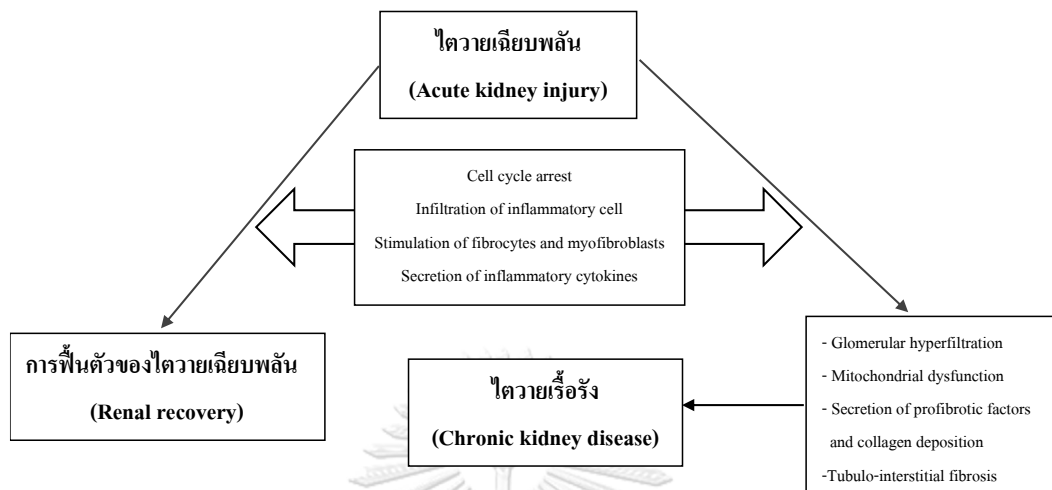 ไตวายเฉียบพลัน
(Acute kidney injury)
Cell cycle arrest
Infiltration of inflammatory cell
Stimulation of fibrocytes and myofibroblasts
Secretion of inflammatory cytokines
การฟื้นตัวของไตวายเฉียบพลัน
(Renal recovery)
ไตวายเรื้อรัง
(Chronic kidney disease)
- Glomerular hyperfiltration
- Mitochondrial dysfunction
- Secretion of profibrotic factors
and collagen deposition
-Tubulo-interstitial fibrosis